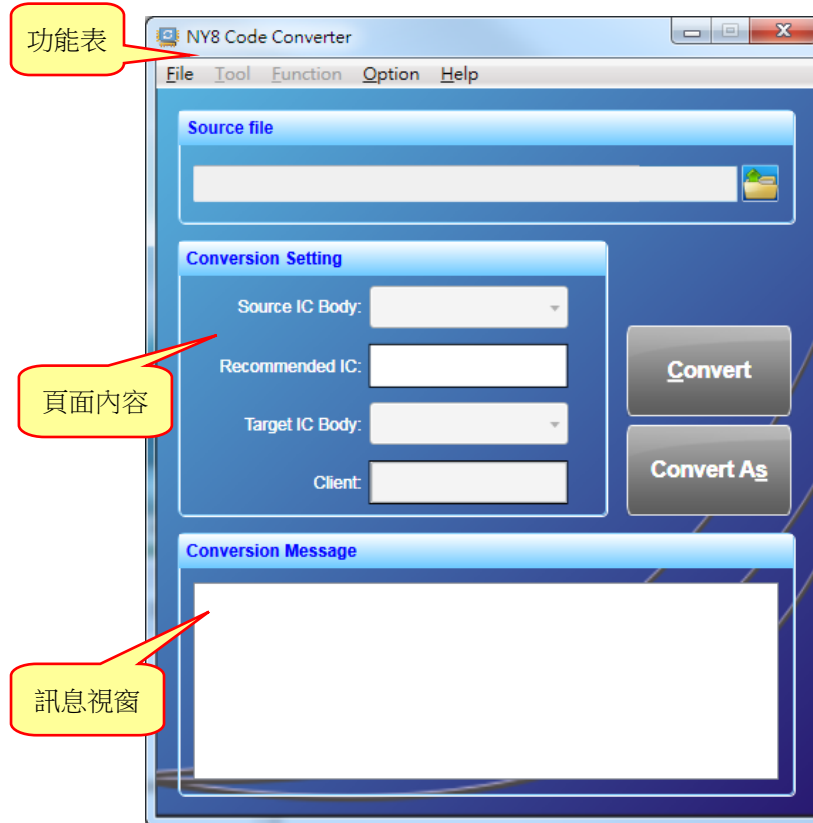 功能表
NY8 Code Converter
File Tool Function Option Help
Source file
Conversion Setting
Source IC Body:
Recommended IC:
頁面內容
Target IC Body:
Client:
Convert
Convert As
Conversion Message
訊息視窗